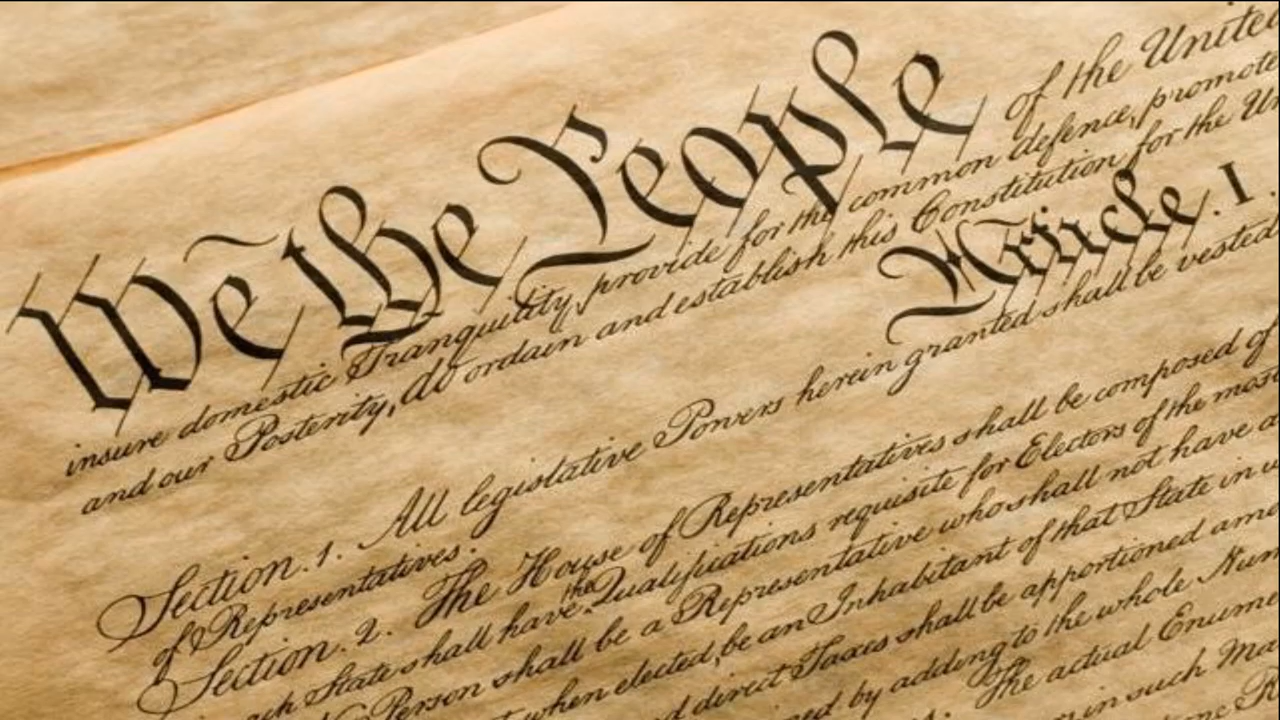 We the People of the United
insure domestic Tranquility, provide for the common defence, promote
and our Posterity, do ordain and establish this Constitution for the Un
Article. I.
Section. 1. All legislative Powers herein granted shall be vested
of Representatives.
Section. 2. The House of Representatives shall be composed of
State shall have the Qualifications requisite for Electors of the most
Person shall be a Representative who shall not have a
when elected, be an Inhabitant of that State in w
and direct Taxes shall be apportioned amo
by adding to the whole Num
The actual Enume
in such Ma